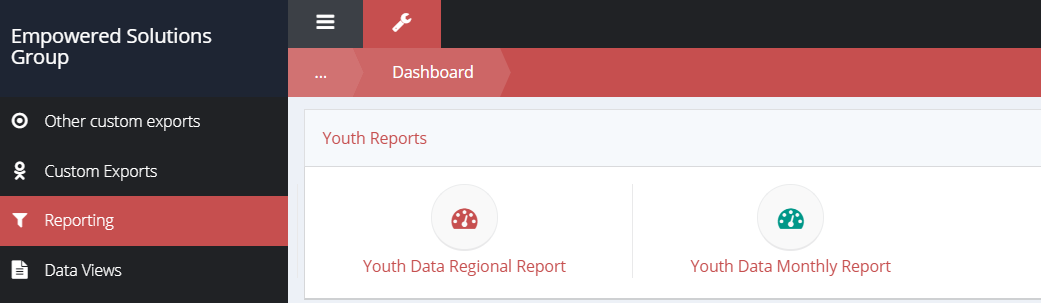 Empowered Solutions
Group
...
Dashboard
Other custom exports
Custom Exports
Reporting
Data Views
Youth Reports
Youth Data Regional Report
Youth Data Monthly Report